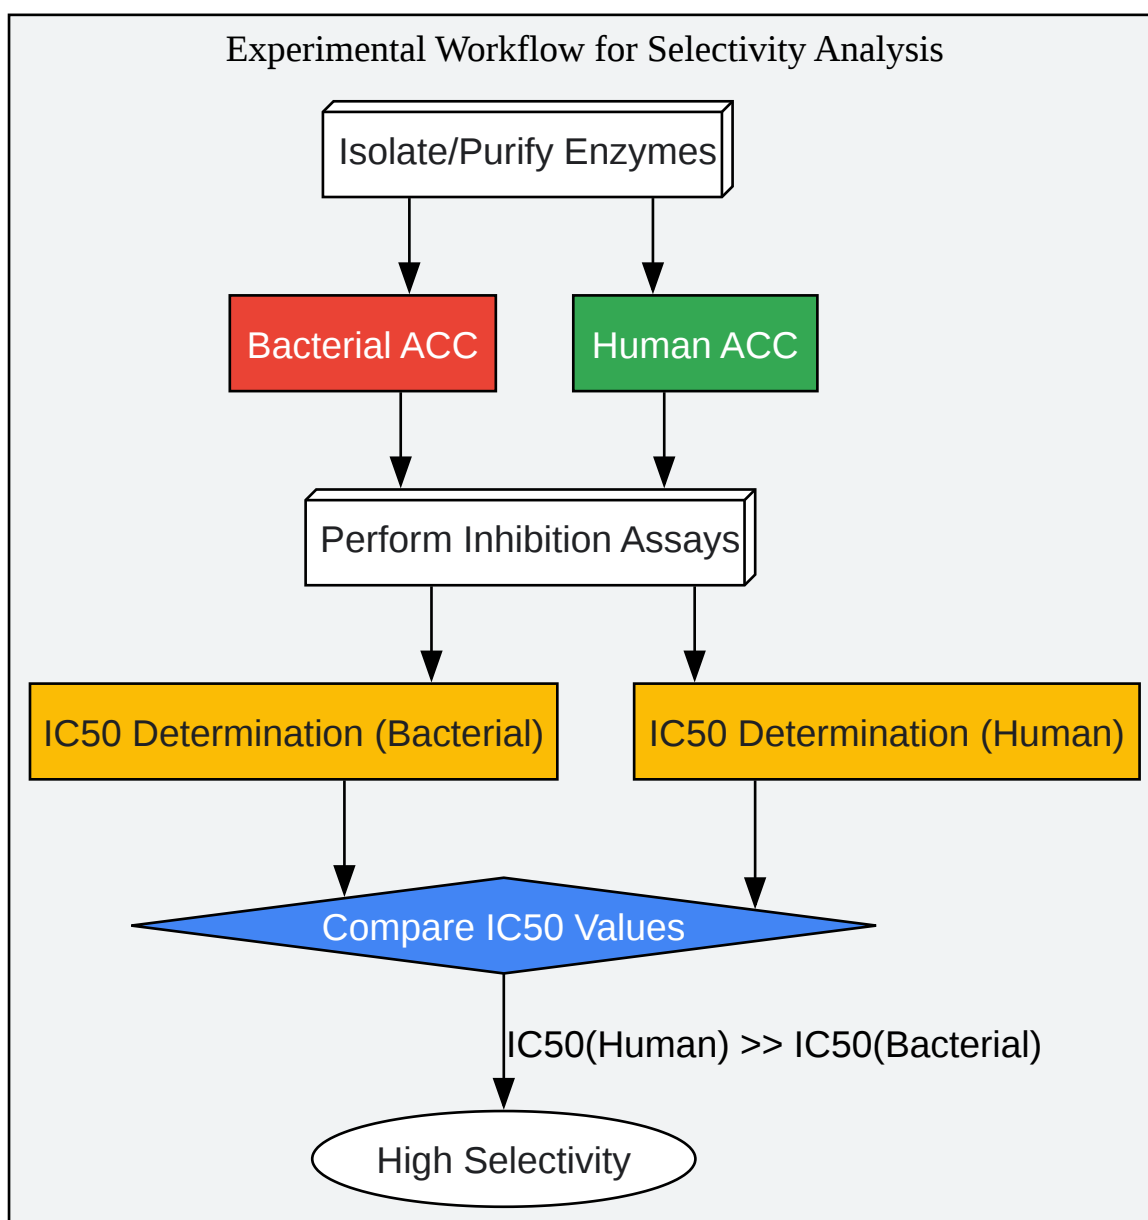 Experimental Workflow for Selectivity Analysis
Isolate/Purify Enzymes
Bacterial ACC
Human ACC
Perform Inhibition Assays
IC50 Determination (Bacterial)
IC50 Determination (Human)
Compare IC50 Values
IC50(Human) >> IC50(Bacterial)
High Selectivity